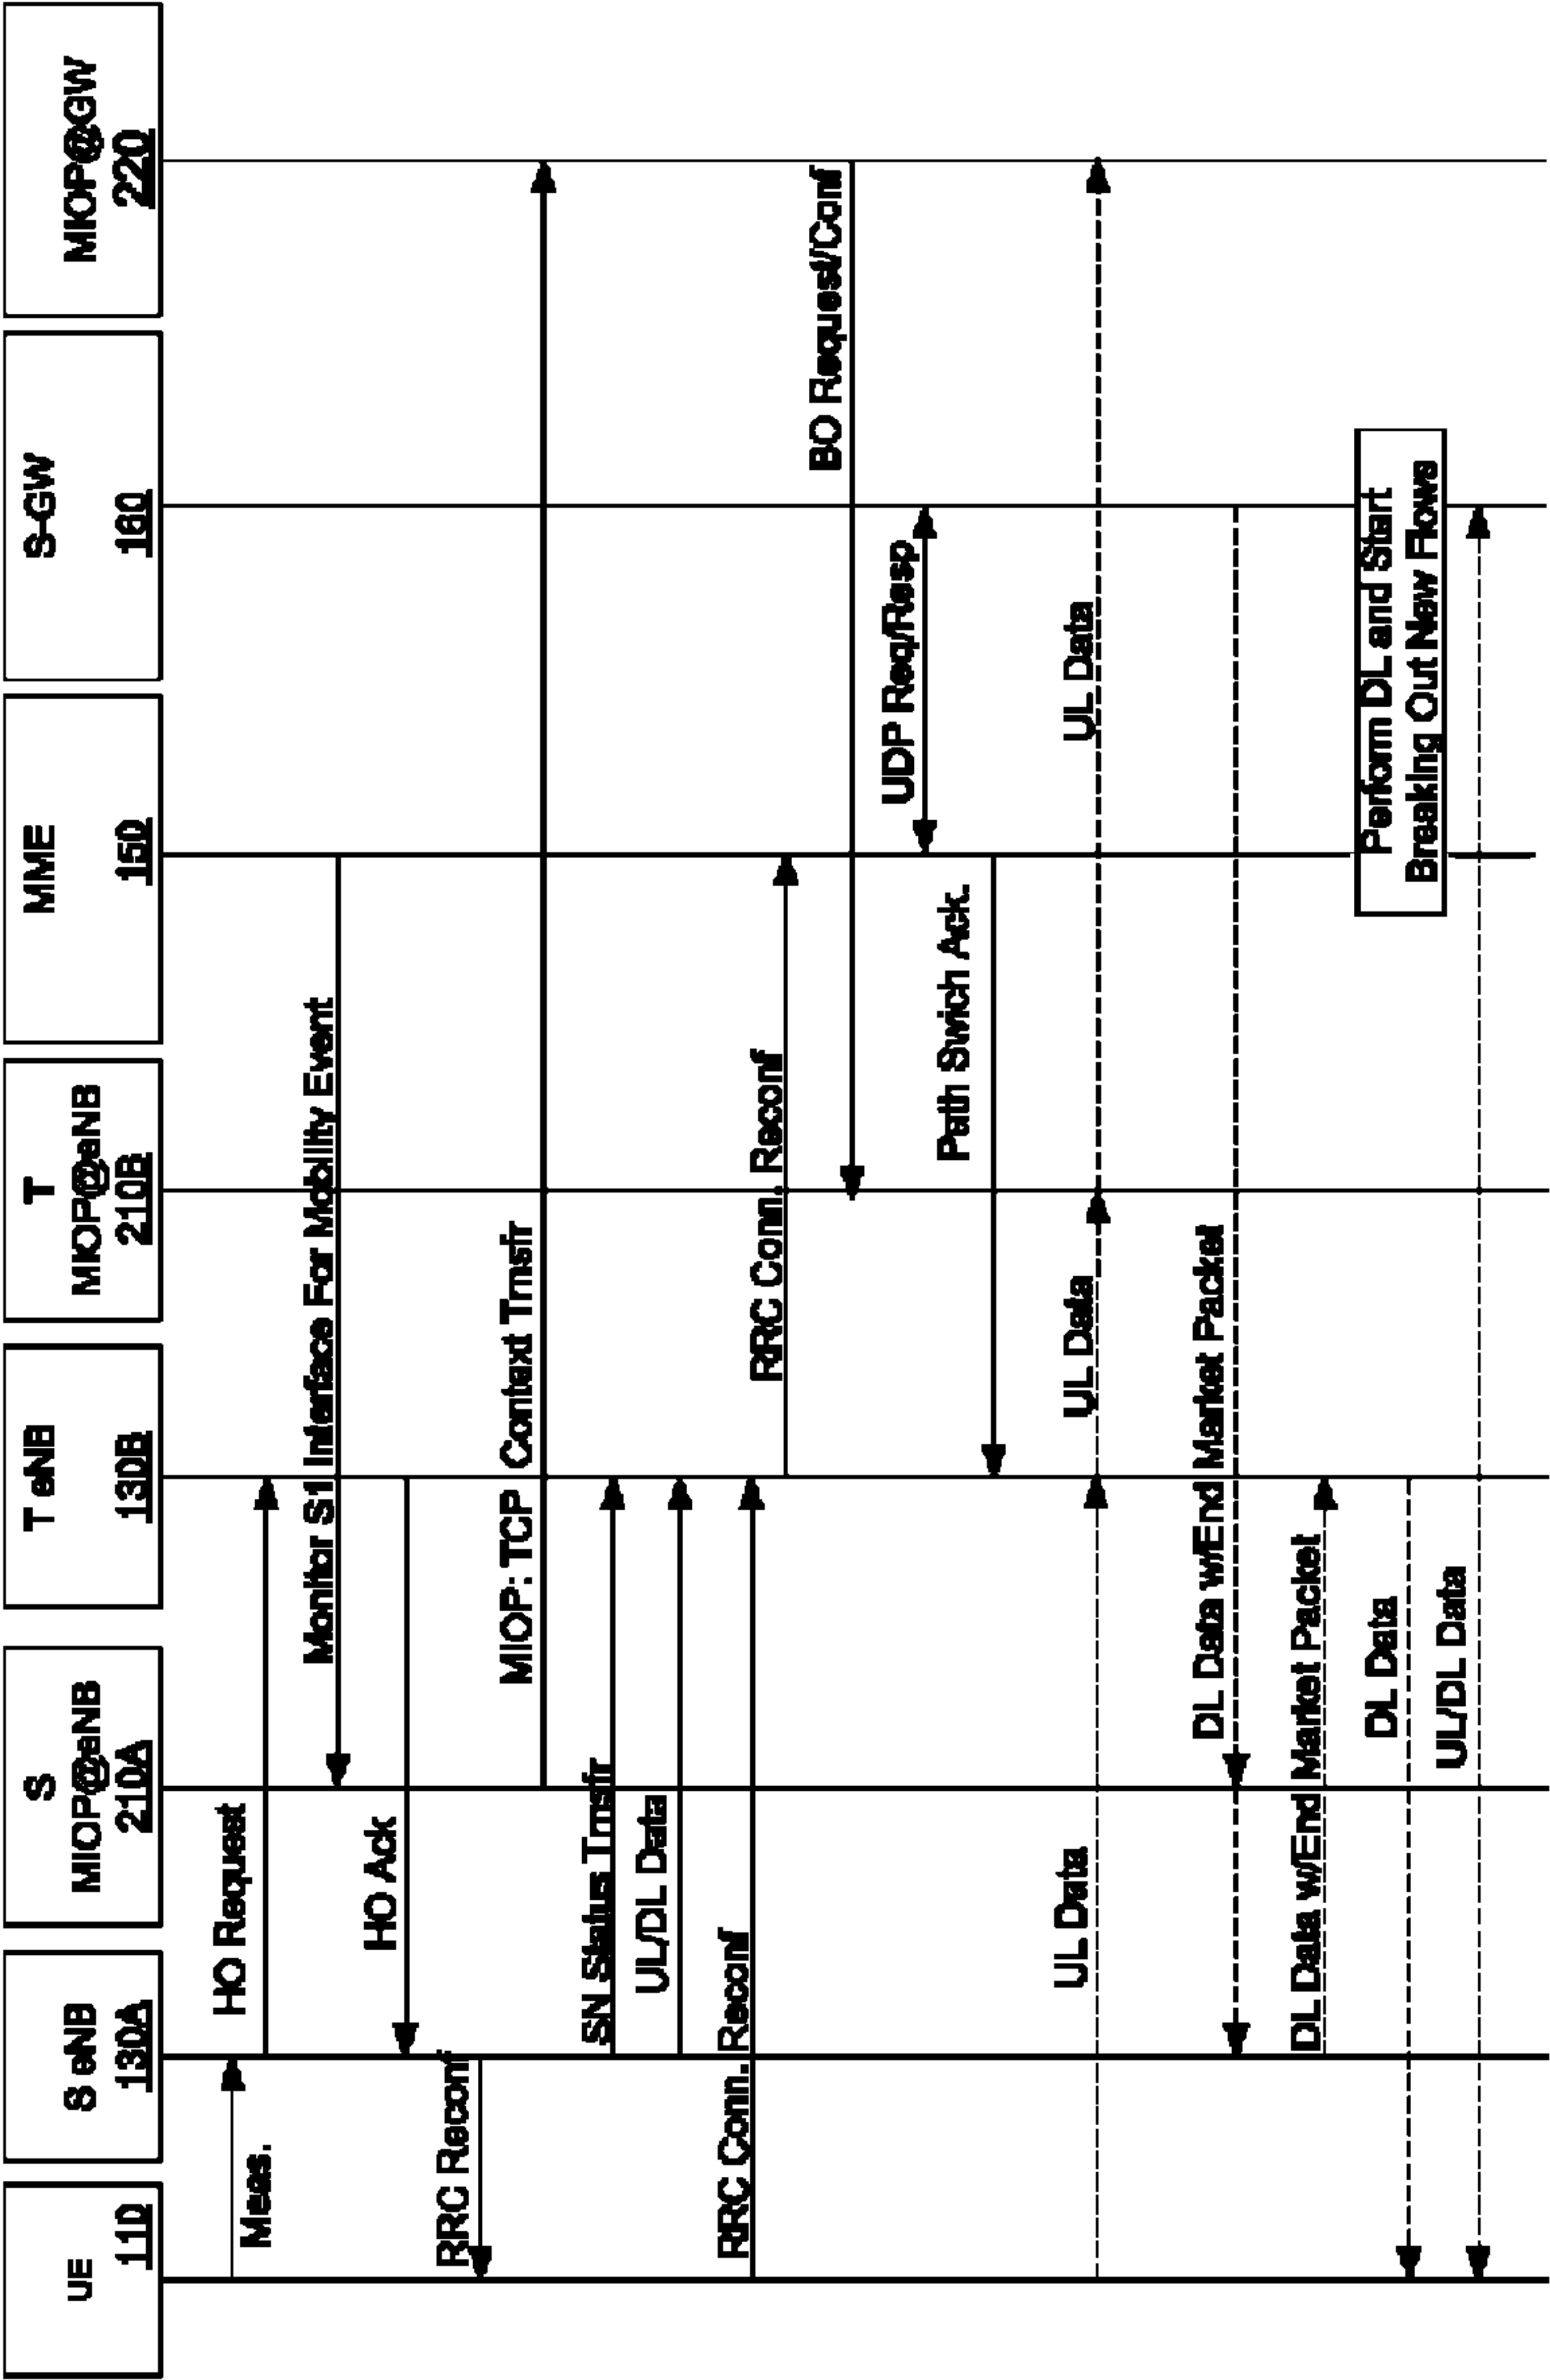 UE
110
S eNB
130A
S
MIOP@eNB
210A
T eNB
130B
T
MIOP@eNB
210B
MME
150
S-GW
160
MIOP@GW
220
Meas.
HO Request
Monitor S1 Interface For Mobility Event
HO Ack
RRC Reconf
MIOP: TCP Context Trnsfr
SN Status Trnsfr
UL/DL Data
RRC Conn. Reconf
RRC Conn. Reconf
BO Request/Conf
UDP Req/Resp
Path Swich Ack.
UL Data
UL Data
UL Data
DL Data w/End Market Packet
DL Data w/End Market Packet
Perform DL and Start
Breaking Out New Flows
DL Data
UL/DL Data